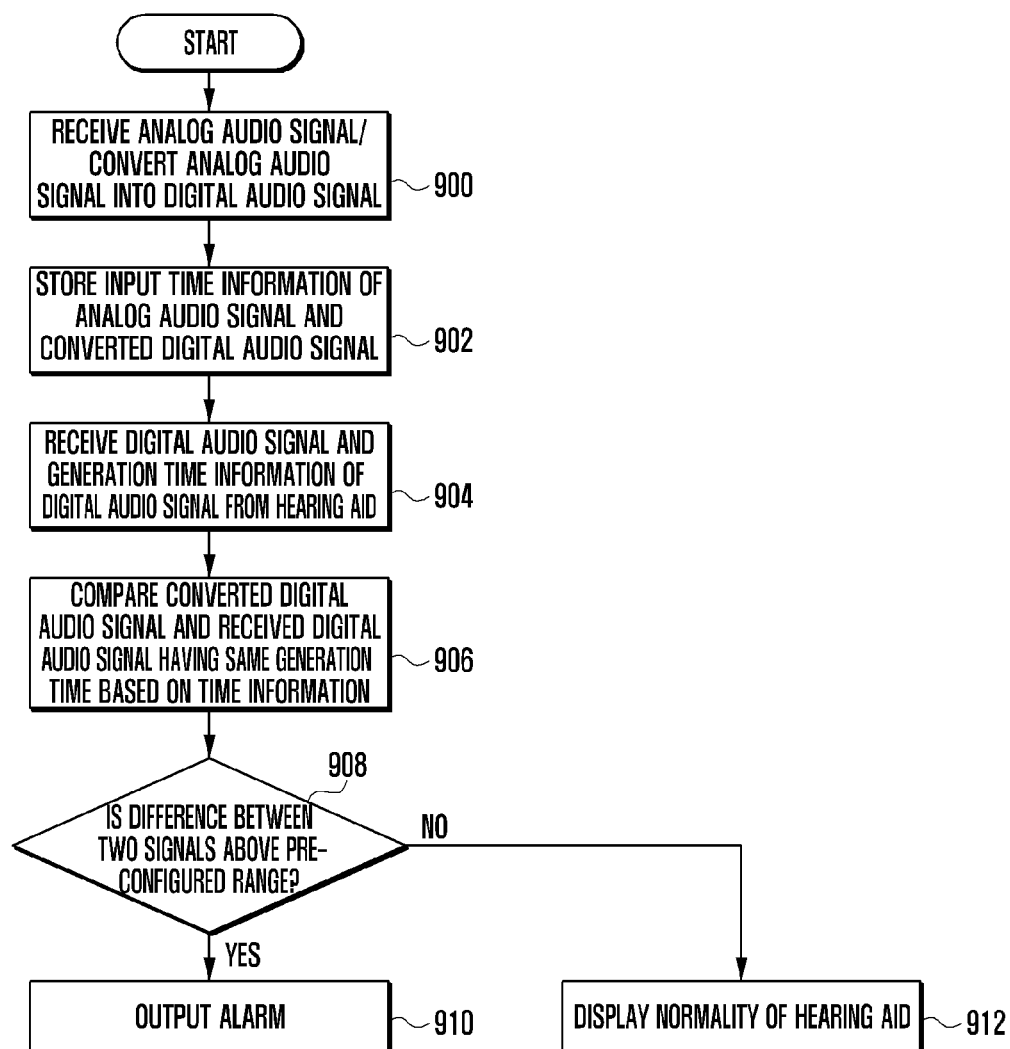 START
RECEIVE ANALOG AUDIO SIGNAL/
CONVERT ANALOG AUDIO
SIGNAL INTO DIGITAL AUDIO SIGNAL
900
STORE INPUT TIME INFORMATION OF
ANALOG AUDIO SIGNAL AND
CONVERTED DIGITAL AUDIO SIGNAL
902
RECEIVE DIGITAL AUDIO SIGNAL AND
GENERATION TIME INFORMATION OF
DIGITAL AUDIO SIGNAL FROM HEARING AID
904
COMPARE CONVERTED DIGITAL
AUDIO SIGNAL AND RECEIVED DIGITAL
AUDIO SIGNAL HAVING SAME GENERATION
TIME BASED ON TIME INFORMATION
906
908
IS DIFFERENCE BETWEEN
TWO SIGNALS ABOVE PRE-
CONFIGURED RANGE?
NO
YES
OUTPUT ALARM
910
DISPLAY NORMALITY OF HEARING AID
912